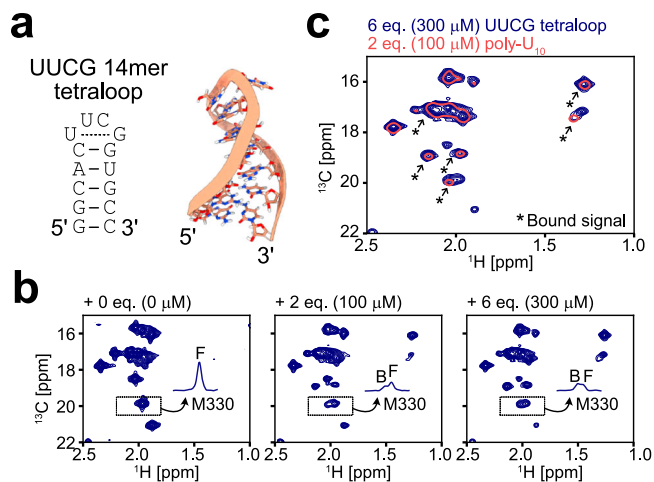 a
UUCG 14mer
tetraloop
U C
U G
C – G
A – U
C – G
G – C
5' G – C 3'
5'
3'
c
6 eq. (300 μM) UUCG tetraloop
2 eq. (100 μM) poly-U10
16
18
20
22
13C [ppm]
* * * * * *
*Bound signal
2.5 2.0 1.5 1.0
1H [ppm]
b
+ 0 eq. (0 μM)
F
M330
16
18
20
22
13C [ppm]
2.5 2.0 1.5 1.0
1H [ppm]
+ 2 eq. (100 μM)
B F
M330
2.5 2.0 1.5 1.0
1H [ppm]
+ 6 eq. (300 μM)
B F
M330
2.5 2.0 1.5 1.0
1H [ppm]